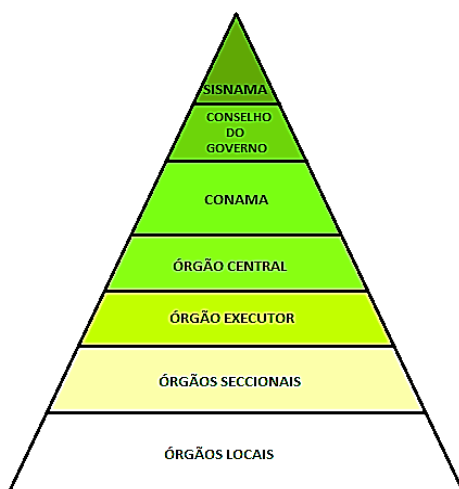 SISNAMA
CONSELHO
DO
GOVERNO
CONAMA
ÓRGÃO CENTRAL
ÓRGÃO EXECUTOR
ÓRGÃOS SECCIONAIS
ÓRGÃOS LOCAIS